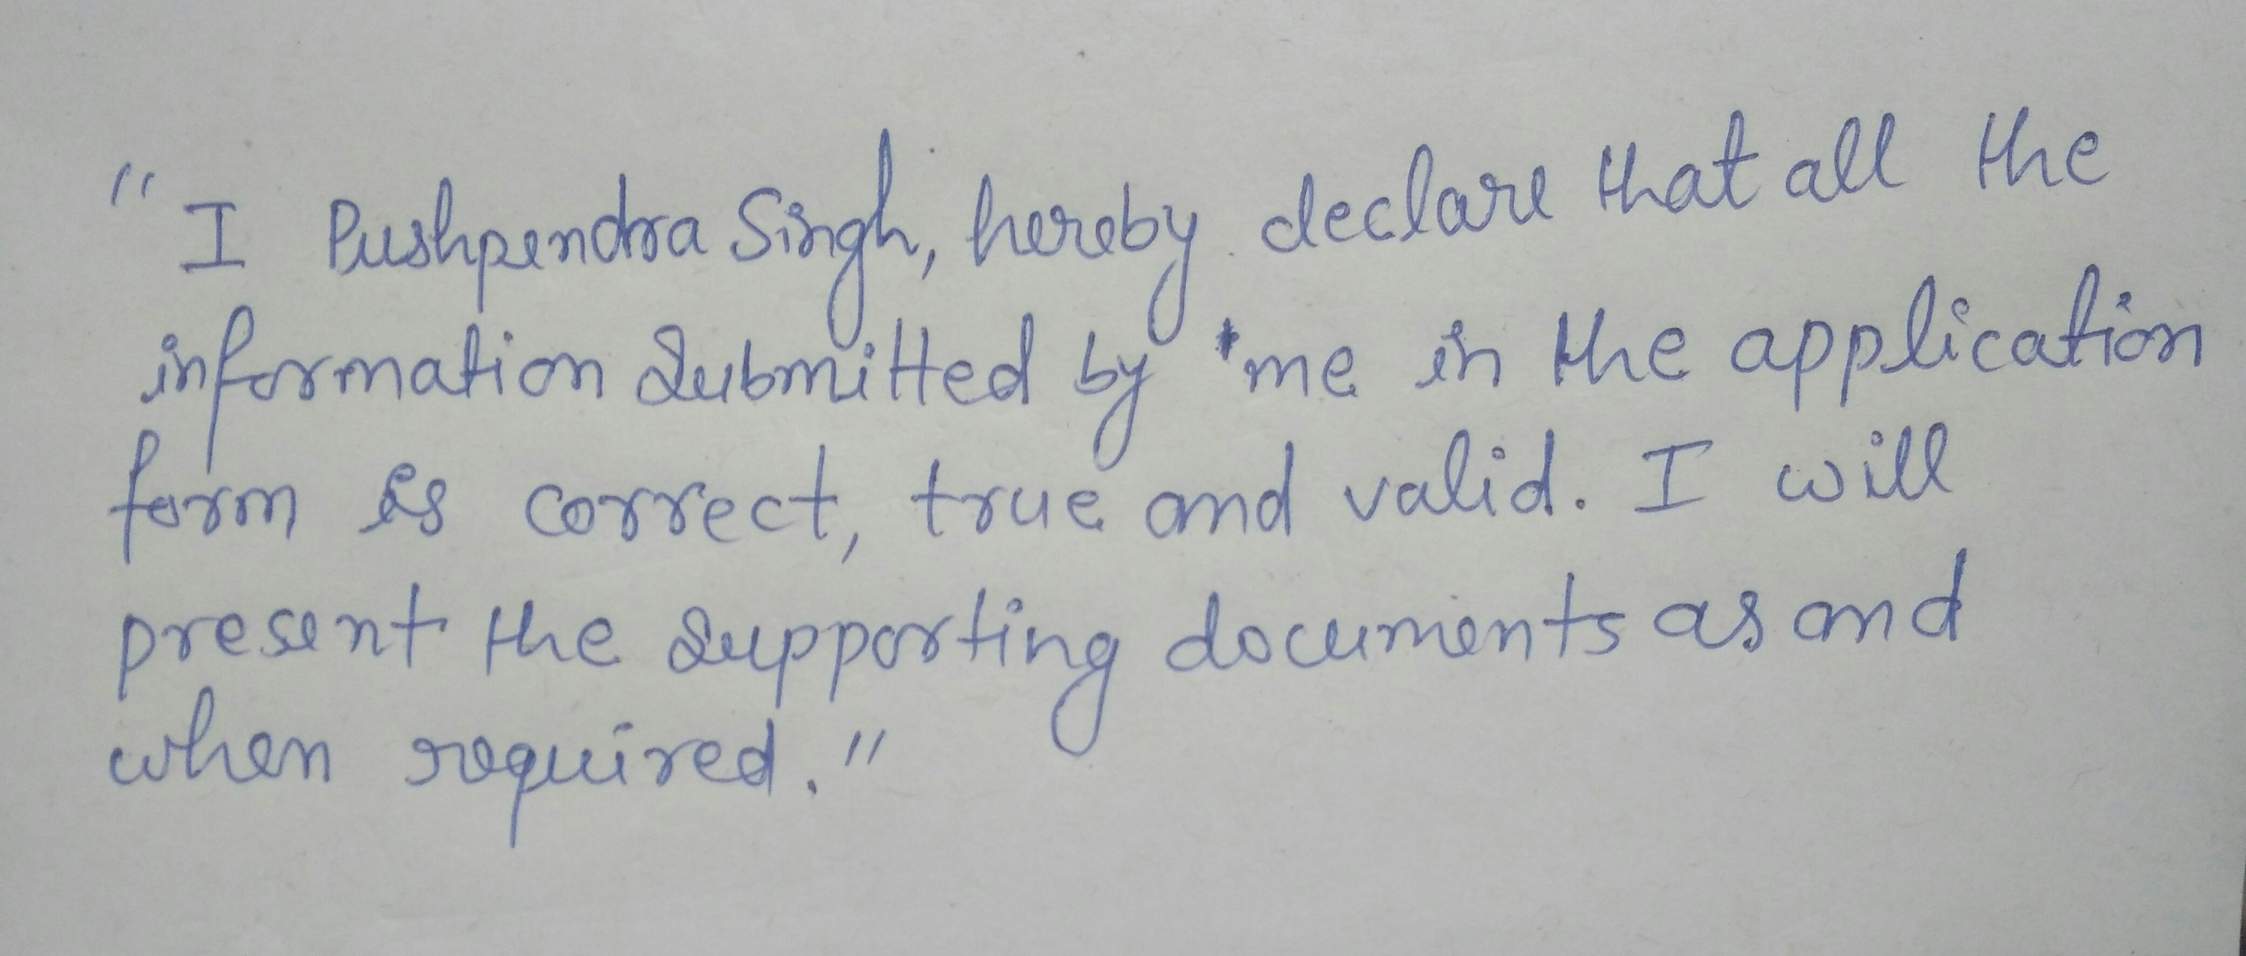 "I Pushpendra Singh, hereby declare that all the
information submitted by me in the application
form is correct, true and valid. I will
present the supporting documents as and
when required."